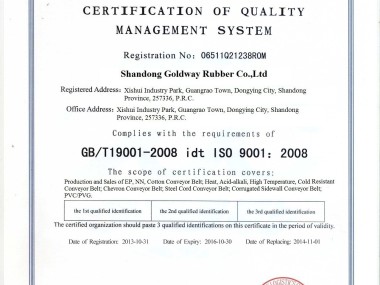 CERTIFICATION OF QUALITY
MANAGEMENT SYSTEM
Registration No: 06511Q21238ROM
Shandong Goldway Rubber Co.,Ltd
Registered Address: Xishui Industry Park, Guangrao Town, Dongying City, Shandong
Province, 257336, P.R.C.
Office Address: Xishui Industry Park, Guangrao Town, Dongying City, Shandong
Province, 257336, P.R.C.
Complies with the requirements of
GB/T19001-2008 idt ISO 9001: 2008
The scope of certification covers:
Production and Sales of EP, NN, Cotton Conveyor Belt; Heat, Acid-alkali, High Temperature, Cold Resistant
Conveyor Belt; Chevron Conveyor Belt; Steel Cord Conveyor Belt; Corrugated Sidewall Conveyor Belt;
PVC/PVG.
the 1st qualified identification the 2nd qualified identification the 3rd qualified identification
The certified organization should paste 3 qualified identifications on this certificate in the period of validity.
Date of Registration: 2013-10-31 Date of Expiry: 2016-10-30 Date of Replacing: 2014-11-01